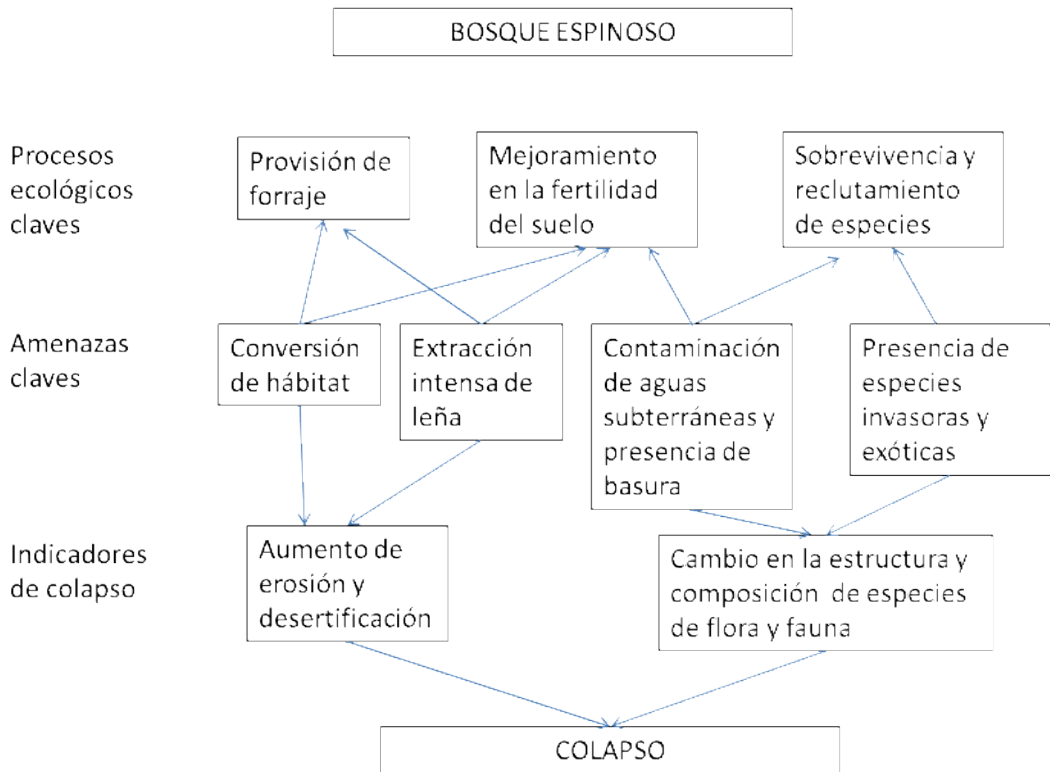 BOSQUE ESPINOSO
Procesos
ecológicos
claves
Provisión de
forraje
Mejoramiento
en la fertilidad
del suelo
Sobrevivencia y
reclutamiento
de especies
Amenazas
claves
Conversión
de hábitat
Extracción
intensa de
leña
Contaminación
de aguas
subterráneas y
presencia de
basura
Presencia de
especies
invasoras y
exóticas
Indicadores
de colapso
Aumento de
erosión y
desertificación
Cambio en la estructura y
composición de especies
de flora y fauna
COLAPSO